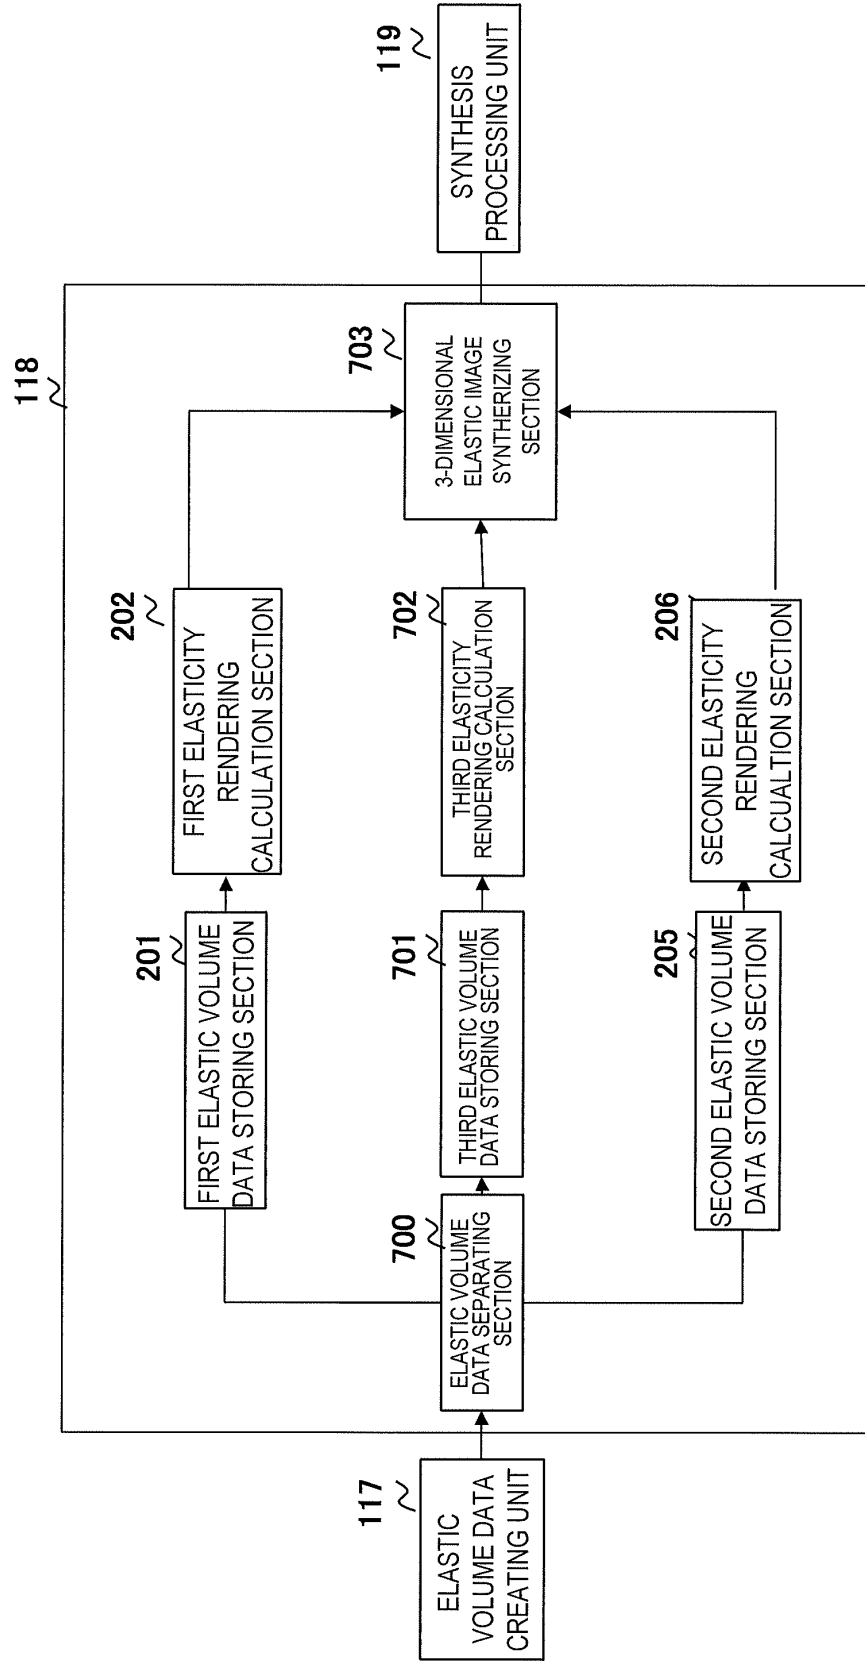 118
117
ELASTIC
VOLUME DATA
CREATING UNIT
700
ELASTIC VOLUME
DATA SEPARATING
SECTION
201
FIRST ELASTIC VOLUME
DATA STORING SECTION
202
FIRST ELASTICITY
RENDERING
CALCULATION SECTION
701
THIRD ELASTIC VOLUME
DATA STORING SECTION
702
THIRD ELASTICITY
RENDERING CALCULATION
SECTION
205
SECOND ELASTIC VOLUME
DATA STORING SECTION
206
SECOND ELASTICITY
RENDERING
CALCUALTION SECTION
703
3-DIMENSIONAL
ELASTIC IMAGE
SYNTHERIZING
SECTION
119
SYNTHESIS
PROCESSING UNIT